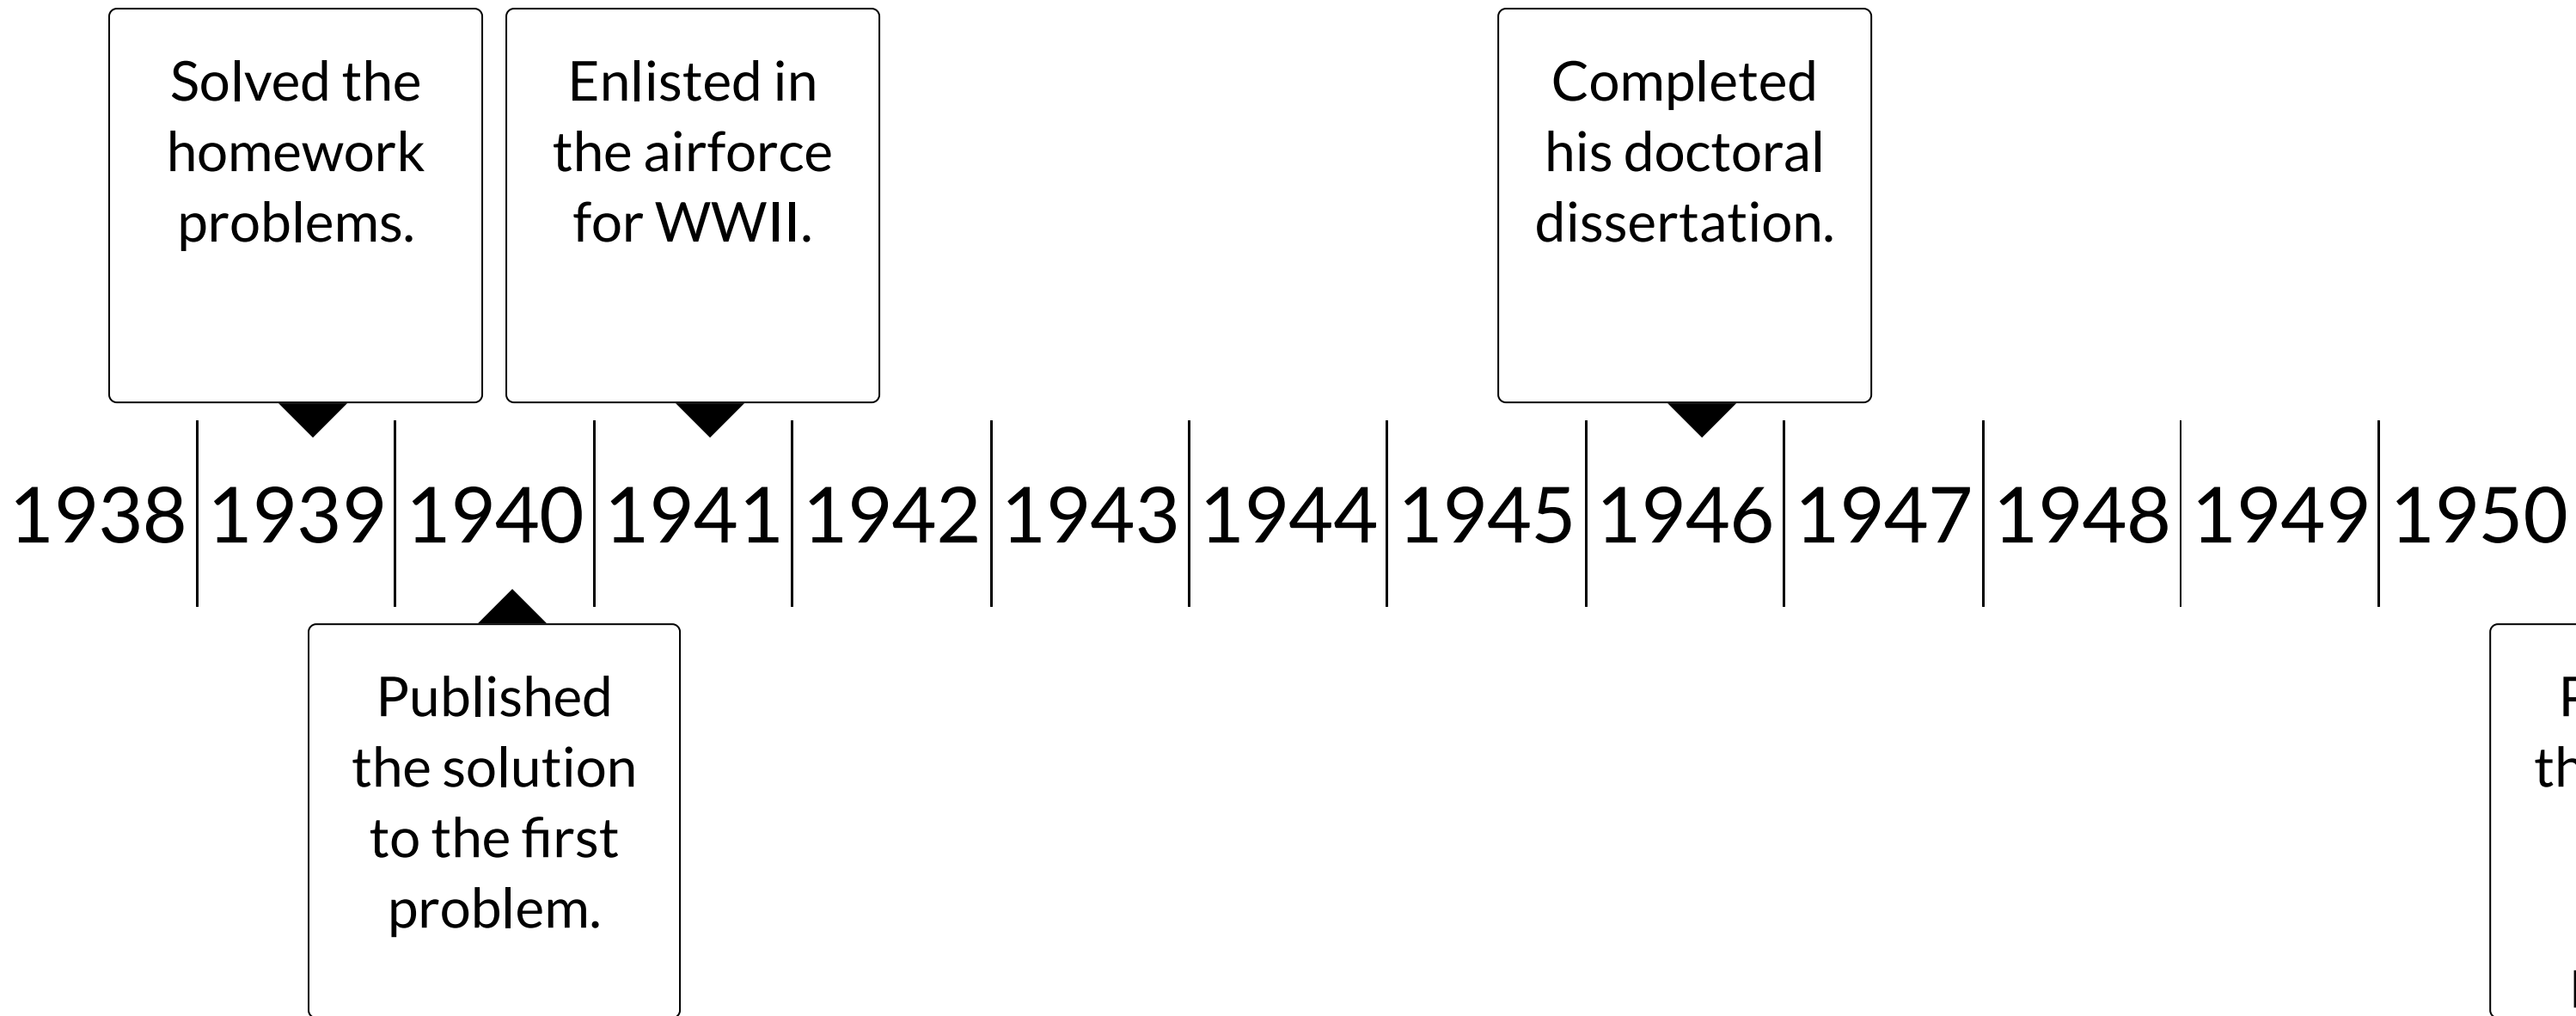 Solved the
homework
problems.
Enlisted in
the airforce
for WWII.
Completed
his doctoral
dissertation.
1938 1939 1940 1941 1942 1943 1944 1945 1946 1947 1948 1949 1950
Published
the solution
to the first
problem.